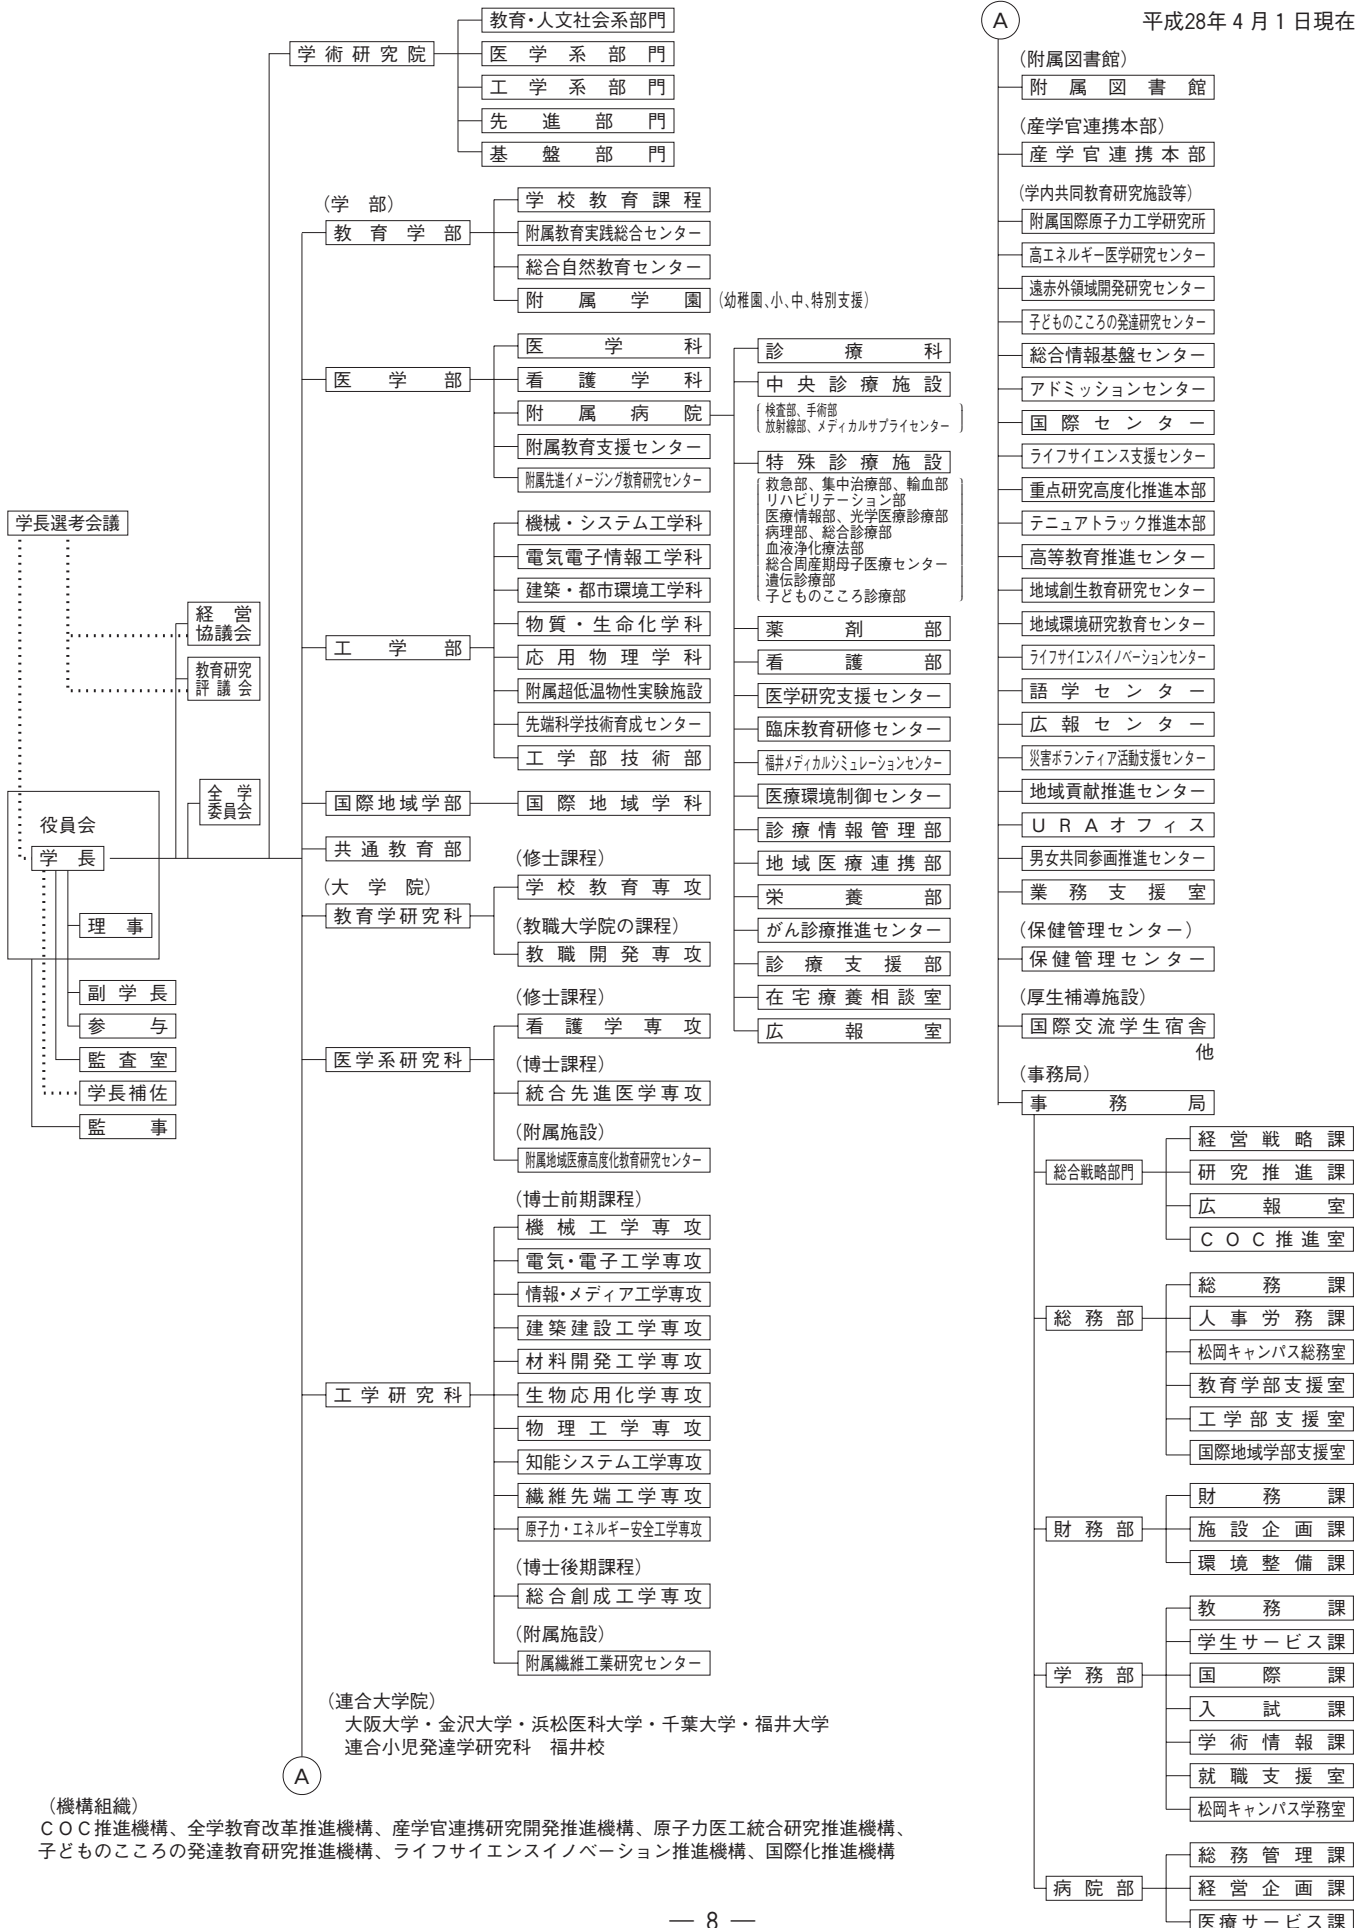 学長選考会議
経営
協議会
教育研究
評議会
全学
委員会
役員会
学長
理事
副学長
参与
監査室
学長補佐
監事
学術研究院
教育・人文社会系部門
医学系部門
工学系部門
先進部門
基盤部門
(学 部)
教育学部
学校教育課程
附属教育実践総合センター
総合自然教育センター
附属学園
(幼稚園、小、中、特別支援)
医学部
医学科
看護学科
附属病院
附属教育支援センター
附属先進イメージング教育研究センター
診療科
中央診療施設
検査部、手術部
放射線部、メディカルサプライセンター
特殊診療施設
救急部、集中治療部、輸血部
リハビリテーション部
医療情報部、光学医療診療部
病理部、総合診療部
血液浄化療法部
総合周産期母子医療センター
遺伝診療部
子どものこころ診療部
薬剤部
看護部
医学研究支援センター
臨床教育研修センター
福井メディカルシミュレーションセンター
医療環境制御センター
診療情報管理部
地域医療連携部
栄養部
がん診療推進センター
診療支援部
在宅療養相談室
広報室
工学部
機械・システム工学科
電気電子情報工学科
建築・都市環境工学科
物質・生命化学科
応用物理学科
附属超低温物性実験施設
先端科学技術育成センター
工学部技術部
国際地域学部
国際地域学科
共通教育部
(大 学 院)
教育学研究科
(修士課程)
学校教育専攻
(教職大学院の課程)
教職開発専攻
医学系研究科
(修士課程)
看護学専攻
(博士課程)
統合先進医学専攻
(附属施設)
附属地域医療高度化教育研究センター
工学研究科
(博士前期課程)
機械工学専攻
電気・電子工学専攻
情報・メディア工学専攻
建築建設工学専攻
材料開発工学専攻
生物応用化学専攻
物理工学専攻
知能システム工学専攻
繊維先端工学専攻
原子力・エネルギー安全工学専攻
(博士後期課程)
総合創成工学専攻
(附属施設)
附属繊維工業研究センター
(連合大学院)
大阪大学・金沢大学・浜松医科大学・千葉大学・福井大学
連合小児発達学研究科 福井校
A
(機構組織)
COC推進機構、全学教育改革推進機構、産学官連携研究開発推進機構、原子力医工統合研究推進機構、
子どものこころの発達教育研究推進機構、ライフサイエンスイノベーション推進機構、国際化推進機構
A
平成28年4月1日現在
(附属図書館)
附属図書館
(産学官連携本部)
産学官連携本部
(学内共同教育研究施設等)
附属国際原子力工学研究所
高エネルギー医学研究センター
遠赤外領域開発研究センター
子どものこころの発達研究センター
総合情報基盤センター
アドミッションセンター
国際センター
ライフサイエンス支援センター
重点研究高度化推進本部
テニュアトラック推進本部
高等教育推進センター
地域創生教育研究センター
地域環境研究教育センター
ライフサイエンスイノベーションセンター
語学センター
広報センター
災害ボランティア活動支援センター
地域貢献推進センター
URAオフィス
男女共同参画推進センター
業務支援室
(保健管理センター)
保健管理センター
(厚生補導施設)
国際交流学生宿舎
他
(事務局)
事務局
総合戦略部門
経営戦略課
研究推進課
広報室
COC推進室
総務部
総務課
人事労務課
松岡キャンパス総務室
教育学部支援室
工学部支援室
国際地域学部支援室
財務部
財務課
施設企画課
環境整備課
学務部
教務課
学生サービス課
国際課
入試課
学術情報課
就職支援室
松岡キャンパス学務室
病院部
総務管理課
経営企画課
医療サービス課
― 8 ―